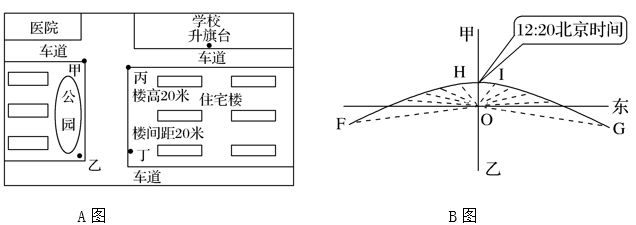 医院
学校
升旗台
车道
车道
甲
丙
楼高20米
住宅楼
公
园
楼间距20米
丁
乙
车道
A图
甲
12:20北京时间
H
I
东
F
O
G
乙
B图